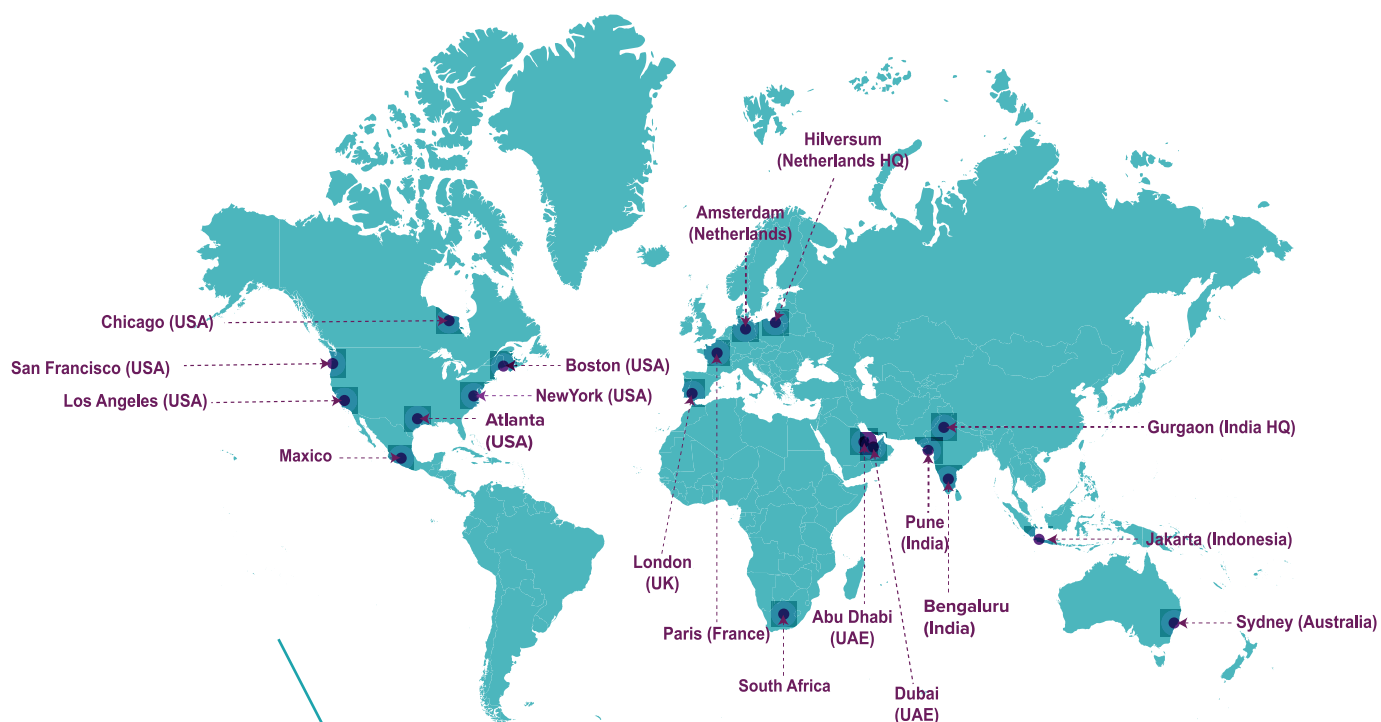 Hilversum
(Netherlands HQ)
Amsterdam
(Netherlands)
Chicago (USA)
San Francisco (USA)
Boston (USA)
Los Angeles (USA)
NewYork (USA)
Atlanta
(USA)
Maxico
Gurgaon (India HQ)
Pune
(India)
Jakarta (Indonesia)
London
(UK)
Bengaluru
(India)
Abu Dhabi
(UAE)
Paris (France)
Sydney (Australia)
South Africa
Dubai
(UAE)